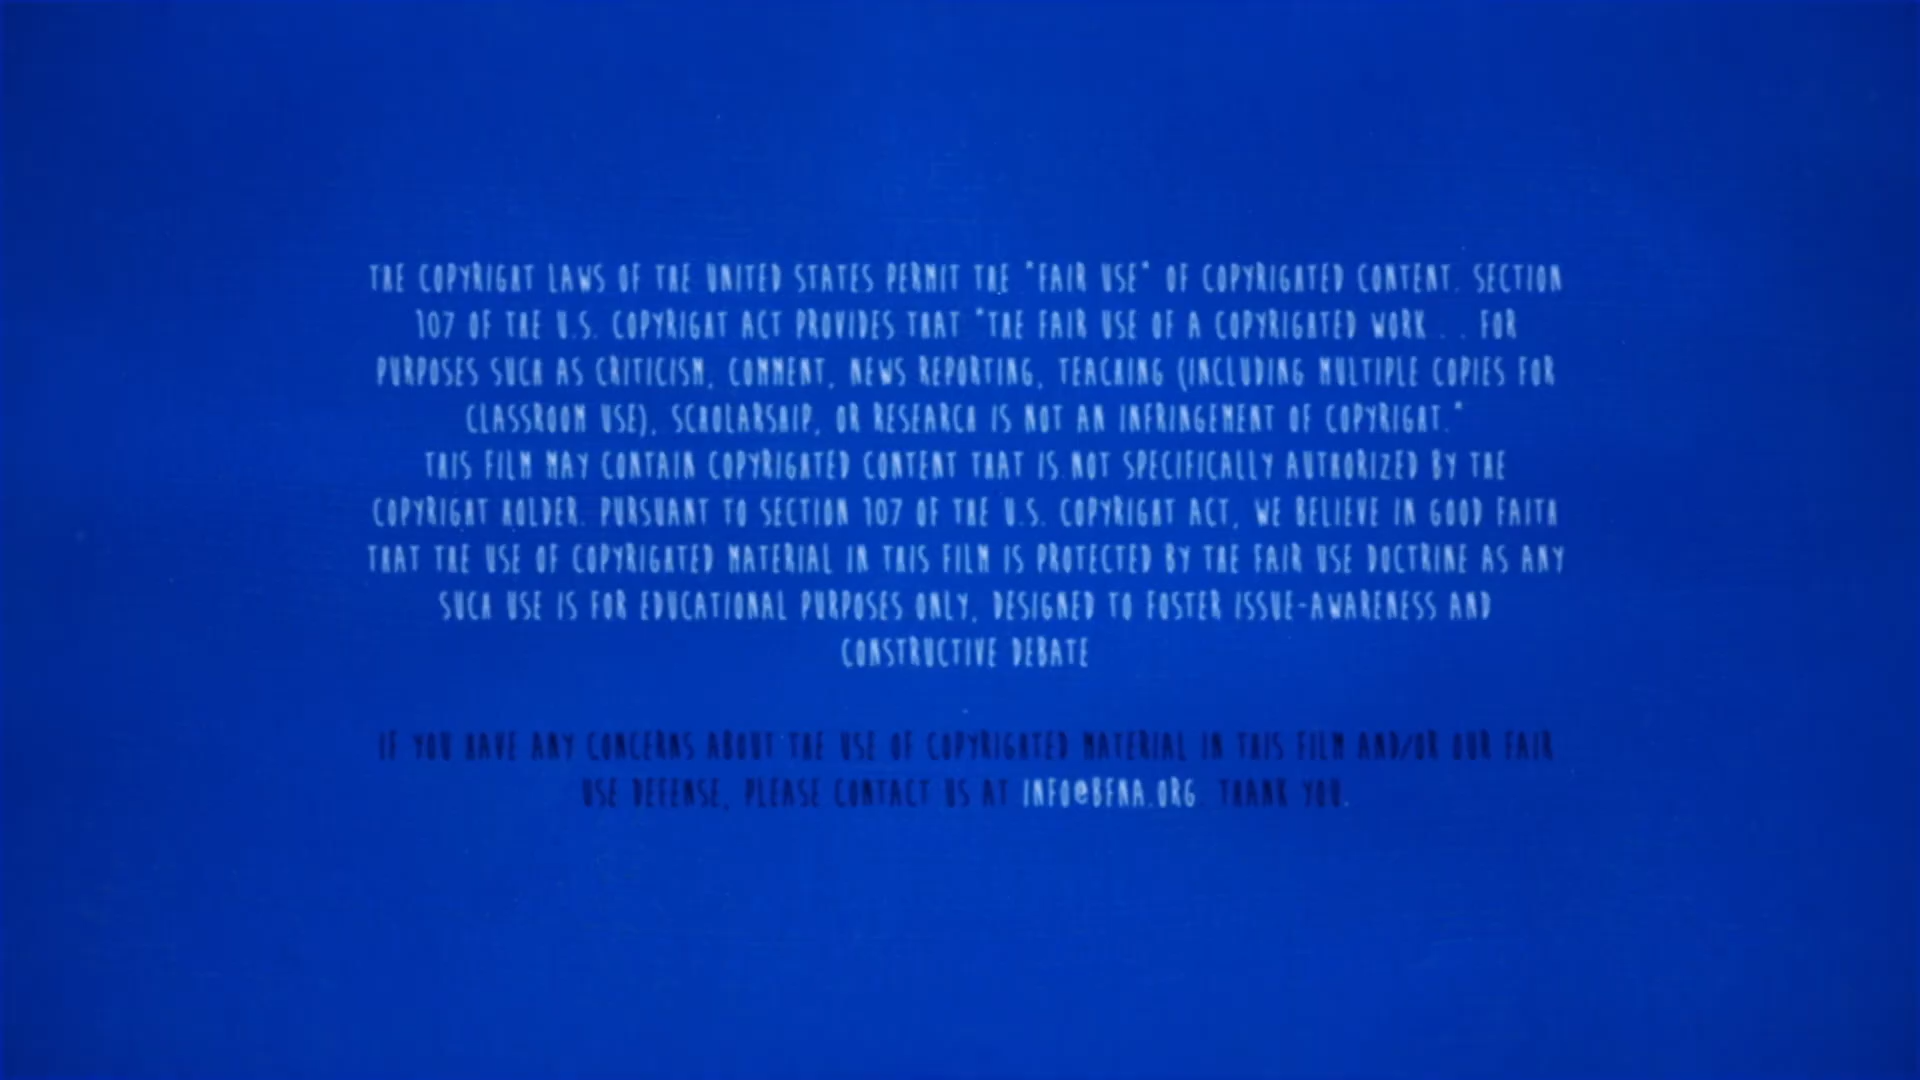 THE COPYRIGHT LAWS OF THE UNITED STATES PERMIT THE "FAIR USE" OF COPYRIGHTED CONTENT. SECTION
107 OF THE U.S. COPYRIGHT ACT PROVIDES THAT "THE FAIR USE OF A COPYRIGHTED WORK . . FOR
PURPOSES SUCH AS CRITICISM, COMMENT, NEWS REPORTING, TEACHING (INCLUDING MULTIPLE COPIES FOR
CLASSROOM USE), SCHOLARSHIP, OR RESEARCH IS NOT AN INFRINGEMENT OF COPYRIGHT."
THIS FILM MAY CONTAIN COPYRIGHTED CONTENT THAT IS NOT SPECIFICALLY AUTHORIZED BY THE
COPYRIGHT HOLDER. PURSUANT TO SECTION 107 OF THE U.S. COPYRIGHT ACT, WE BELIEVE IN GOOD FAITH
THAT THE USE OF COPYRIGHTED MATERIAL IN THIS FILM IS PROTECTED BY THE FAIR USE DOCTRINE AS ANY
SUCH USE IS FOR EDUCATIONAL PURPOSES ONLY, DESIGNED TO FOSTER ISSUE-AWARENESS AND
CONSTRUCTIVE DEBATE
IF YOU HAVE ANY CONCERNS ABOUT THE USE OF COPYRIGHTED MATERIAL IN THIS FILM AND/OR OUR FAIR
USE DEFENSE, PLEASE CONTACT US AT INFO@BFNA.ORG THANK YOU.